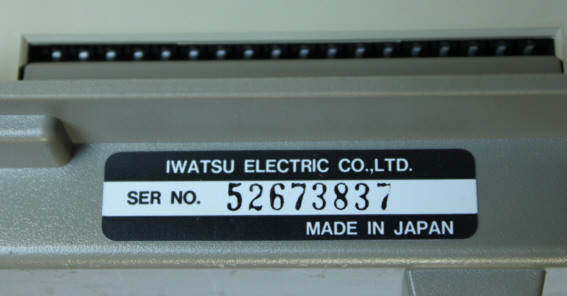 IWATSU ELECTRIC CO.,LTD.
SER NO. 52673837
MADE IN JAPAN